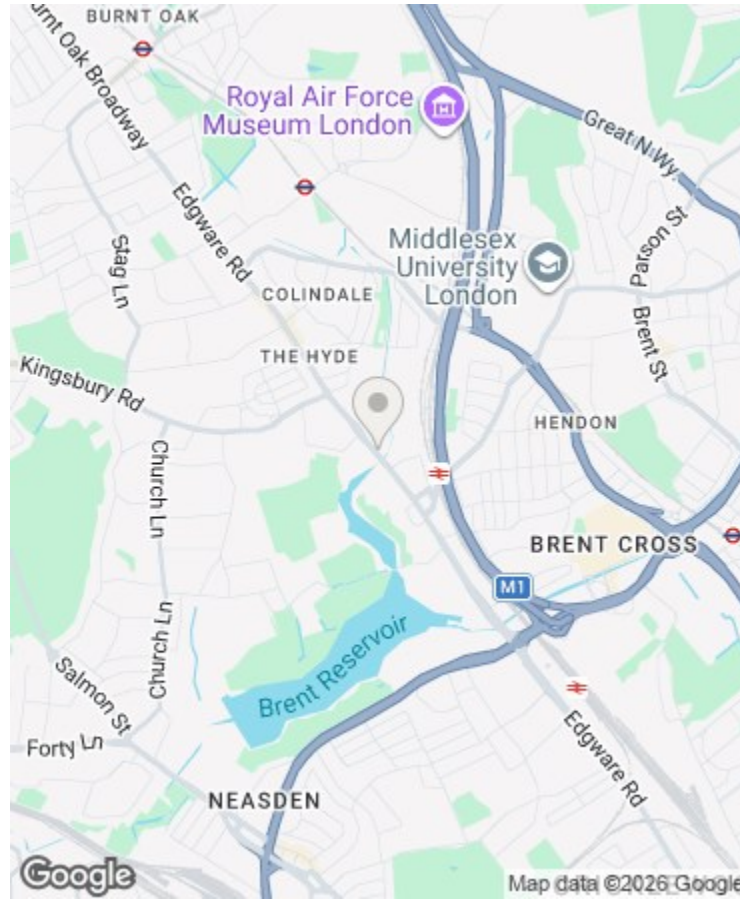 BURNT OAK
Burnt Oak Broadway
Royal Air Force
Museum London
Great N Wy.
Edgware Rd
Parson St
Middlesex
University
London
Stag Ln
COLINDALE
Brent St
THE HYDE
Kingsbury Rd
HENDON
Church Ln
BRENT CROSS
M1
Church Ln
Brent Reservoir
Salmon St
Forty Ln
Edgware Rd
NEASDEN
Google
Map data ©2026 Google